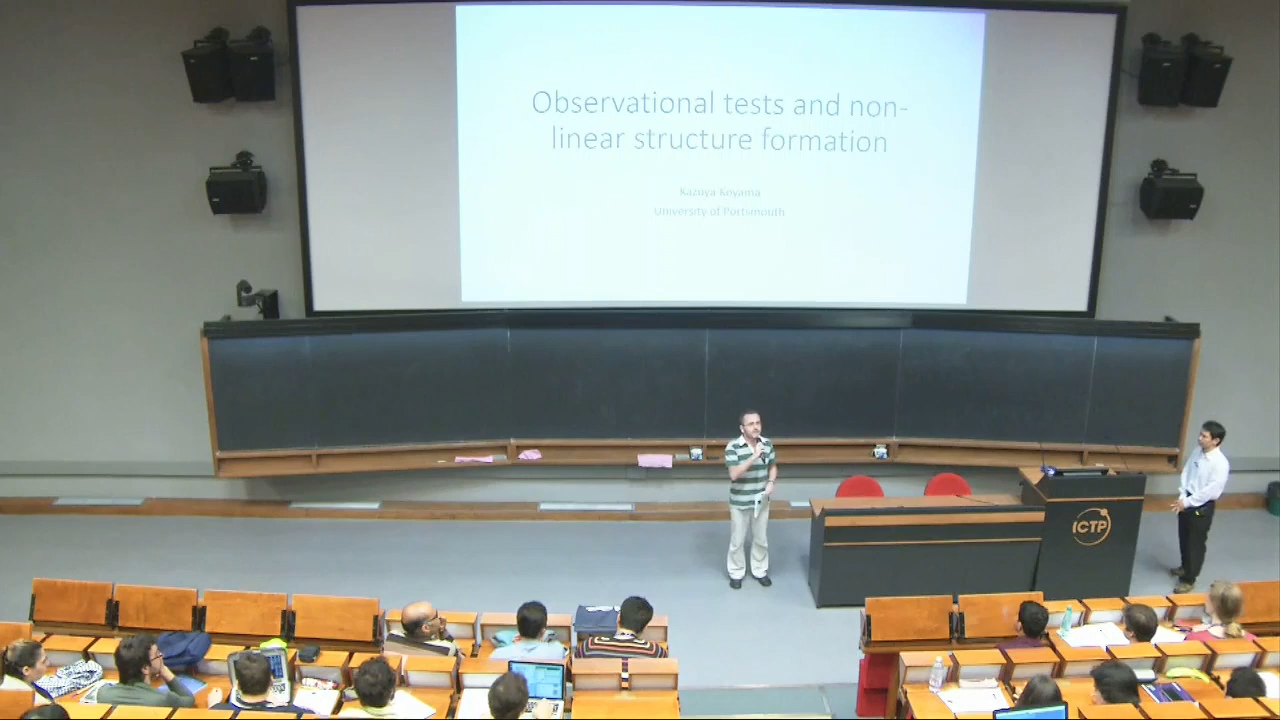 Observational tests and non-
linear structure formation
Kazuya Koyama
University of Portsmouth
ICTP